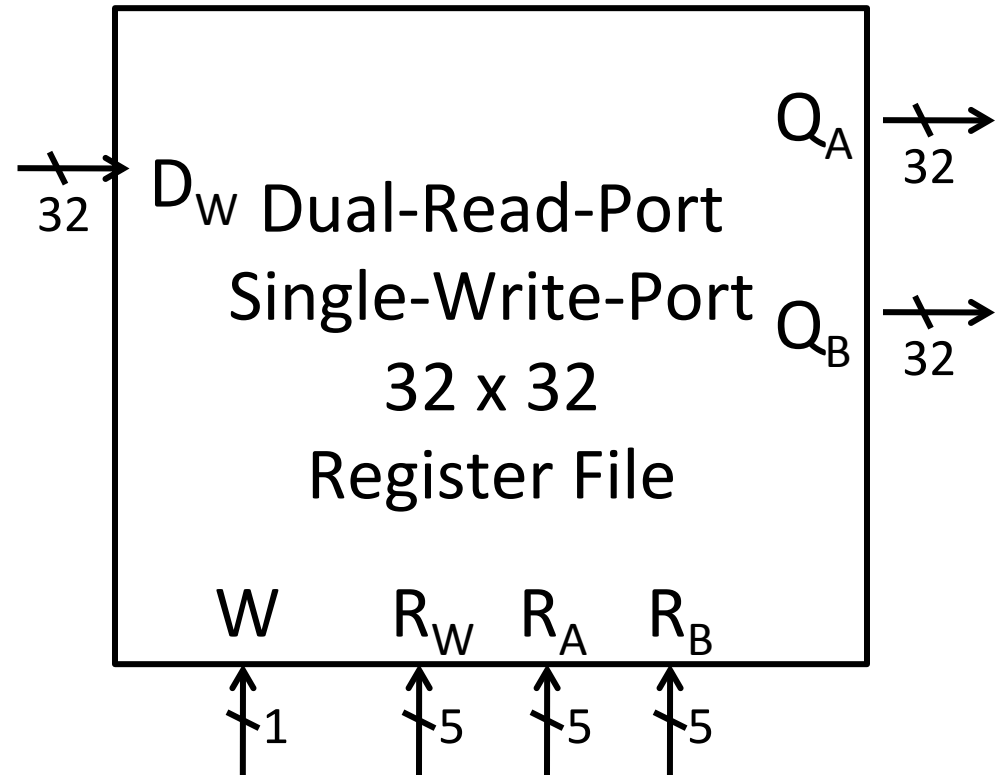 Q_A
32
32
D_W
Dual-Read-Port
Single-Write-Port
Q_B
32
32 x 32
Register File
W R_W R_A R_B
1 5 5 5